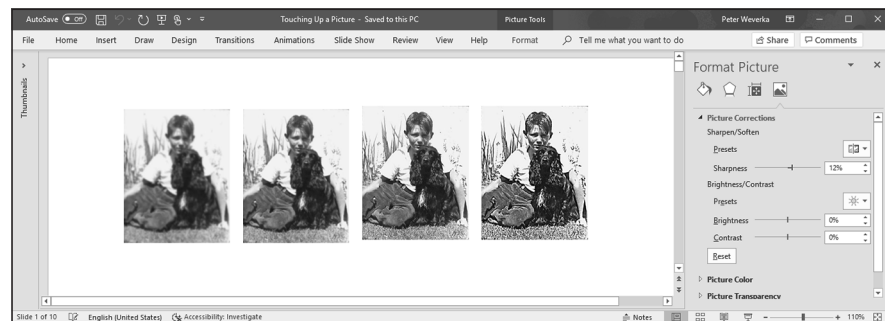 AutoSave Off Touching Up a Picture - Saved to this PC Picture Tools Peter Weverka
File Home Insert Draw Design Transitions Animations Slide Show Review View Help Format Tell me what you want to do Share Comments
Thumbnails
Format Picture
Picture Corrections
Sharpen/Soften
Presets
Sharpness 12%
Brightness/Contrast
Presets
Brightness 0%
Contrast 0%
Reset
Picture Color
Picture Transparency
Slide 1 of 10 English (United States) Accessibility: Investigate Notes 110%